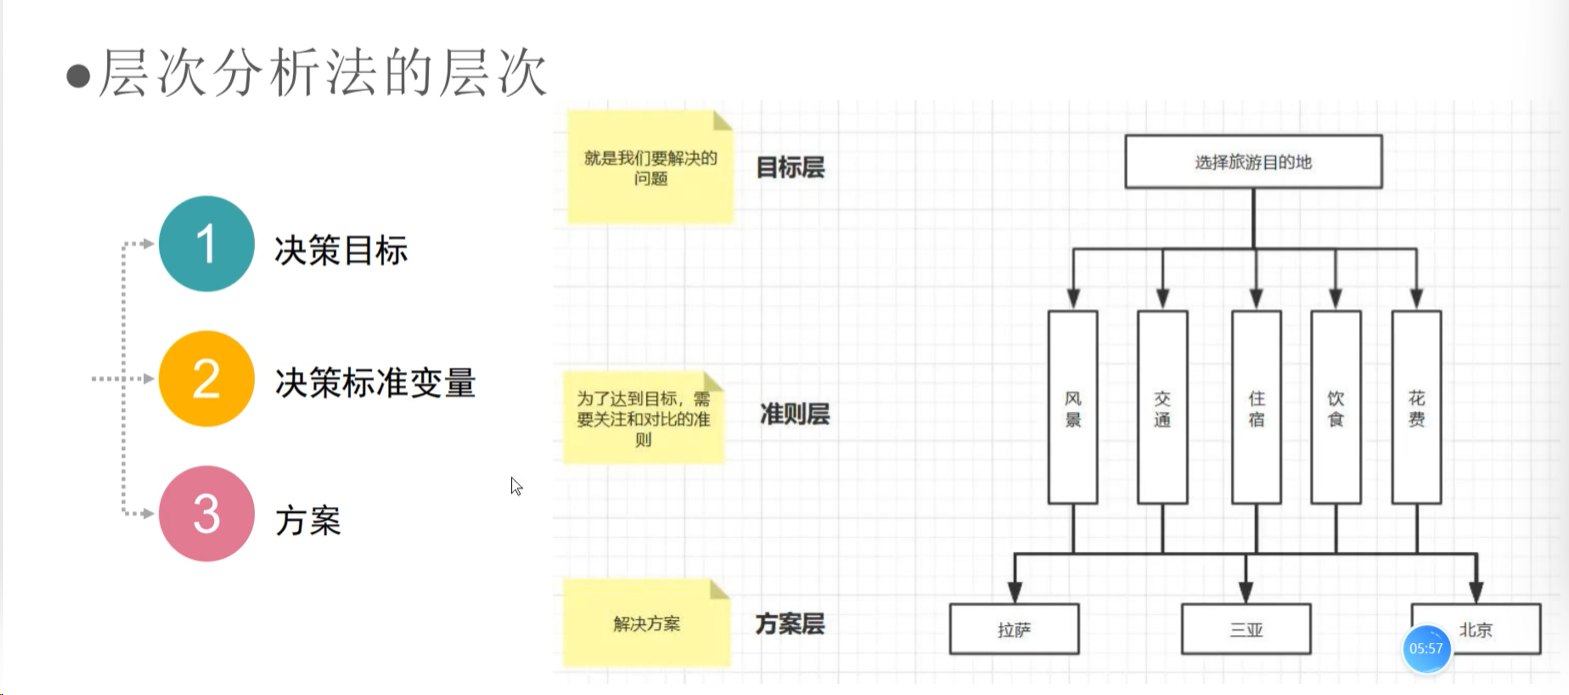 ●层次分析法的层次
1
决策目标
2
决策标准变量
3
方案
就是我们要解决的
问题
目标层
选择旅游目的地
为了达到目标，需
要关注和对比的准
则
准则层
风
景
交
通
住
宿
饮
食
花
费
解决方案
方案层
拉萨
三亚
北京
05:57